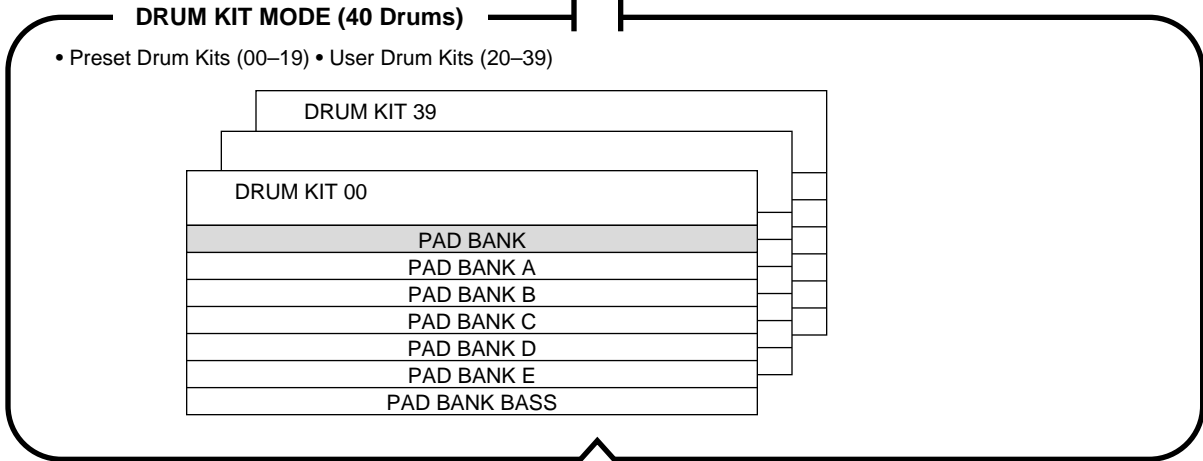 DRUM KIT MODE (40 Drums)
• Preset Drum Kits (00–19) • User Drum Kits (20–39)
DRUM KIT 39
DRUM KIT 00
PAD BANK
PAD BANK A
PAD BANK B
PAD BANK C
PAD BANK D
PAD BANK E
PAD BANK BASS